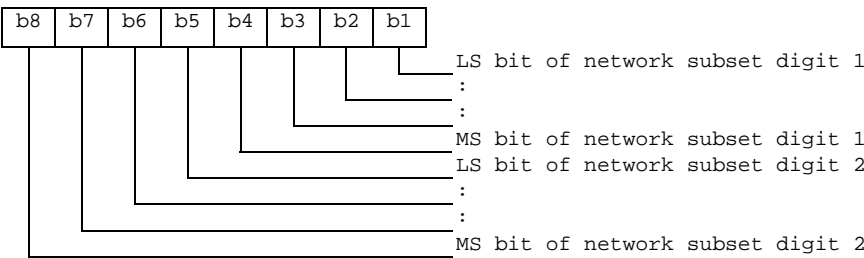 b8 b7 b6 b5 b4 b3 b2 b1
LS bit of network subset digit 1
:
:
MS bit of network subset digit 1
LS bit of network subset digit 2
:
:
MS bit of network subset digit 2